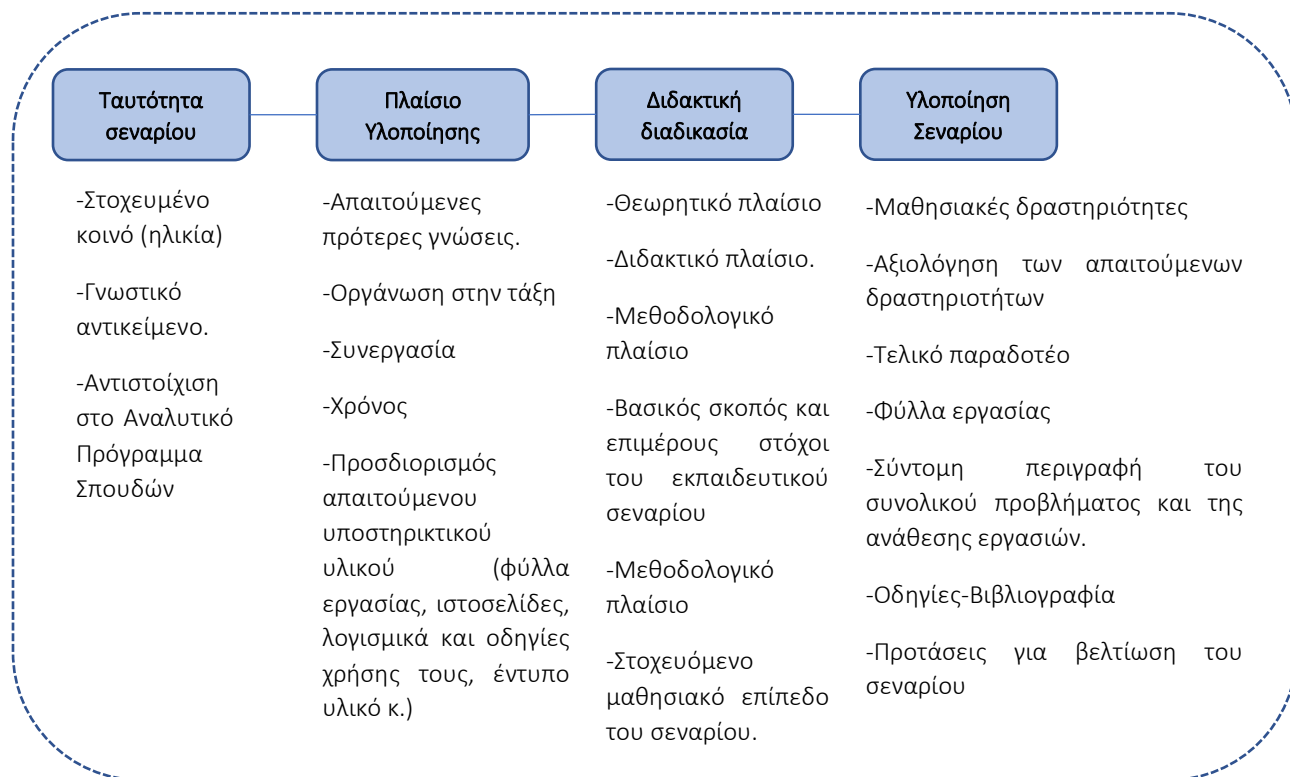 Ταυτότητα
σεναρίου
-Στοχευμένο
κοινό (ηλικία)
-Γνωστικό
αντικείμενο.
-Αντιστοίχιση
στο Αναλυτικό
Πρόγραμμα
Σπουδών
Πλαίσιο
Υλοποίησης
-Απαιτούμενες
πρότερες γνώσεις.
-Οργάνωση στην τάξη
-Συνεργασία
-Χρόνος
-Προσδιορισμός
απαιτούμενου
υποστηρικτικού
υλικού (φύλλα
εργασίας, ιστοσελίδες,
λογισμικά και οδηγίες
χρήσης τους, έντυπο
υλικό κ.)
Διδακτική
διαδικασία
-Θεωρητικό πλαίσιο
-Διδακτικό πλαίσιο.
-Μεθοδολογικό
πλαίσιο
-Βασικός σκοπός και
επιμέρους στόχοι
του εκπαιδευτικού
σεναρίου
-Μεθοδολογικό
πλαίσιο
-Στοχευόμενο
μαθησιακό επίπεδο
του σεναρίου.
Υλοποίηση
Σεναρίου
-Μαθησιακές δραστηριότητες
-Αξιολόγηση των απαιτούμενων
δραστηριοτήτων
-Τελικό παραδοτέο
-Φύλλα εργασίας
-Σύντομη περιγραφή του
συνολικού προβλήματος και της
ανάθεσης εργασιών.
-Οδηγίες-Βιβλιογραφία
-Προτάσεις για βελτίωση του
σεναρίου